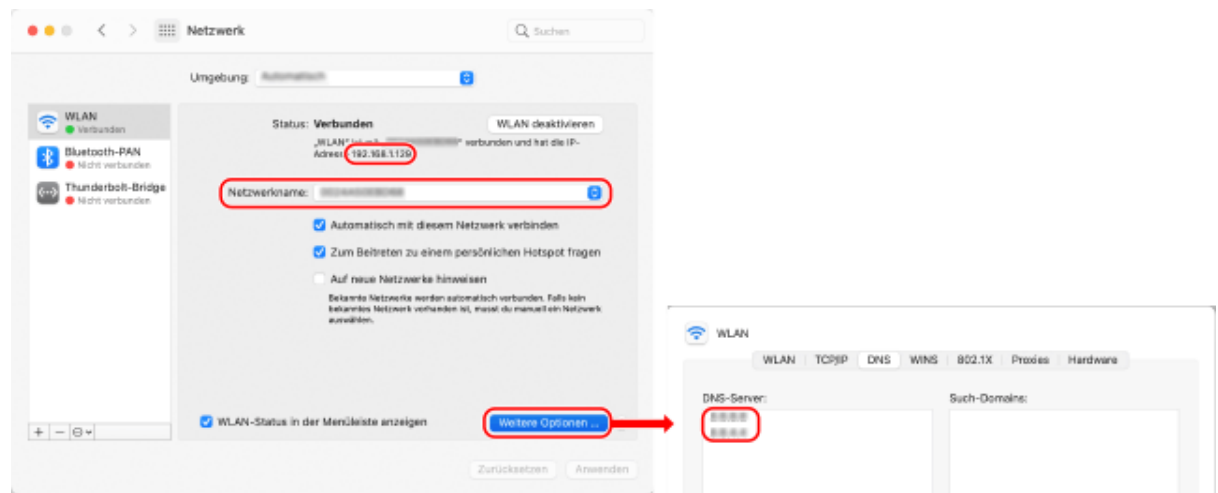 Netzwerk
Suchen
Umgebung:
WLAN
Verbunden
Bluetooth-PAN
Nicht verbunden
Thunderbolt-Bridge
Nicht verbunden
Status: Verbunden
WLAN deaktivieren
„WLAN“ ist mit „ “ verbunden und hat die IP-
Adresse 192.168.1.129
Netzwerkname:
Automatisch mit diesem Netzwerk verbinden
Zum Beitreten zu einem persönlichen Hotspot fragen
Auf neue Netzwerke hinweisen
Bekannte Netzwerke werden automatisch verbunden. Falls kein
bekanntes Netzwerk vorhanden ist, musst du manuell ein Netzwerk
auswählen.
WLAN-Status in der Menüleiste anzeigen
Weitere Optionen ...
Zurücksetzen
Anwenden
WLAN
WLAN TCP/IP DNS WINS 802.1X Proxies Hardware
DNS-Server:
Such-Domains: